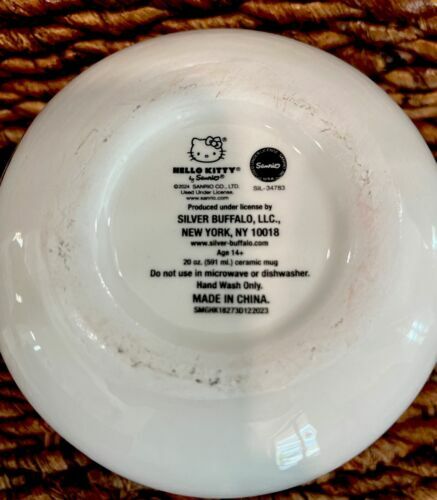 HELLO KITTY®
by Sanrio®
©2024 SANRIO CO., LTD.
Used Under License.
www.sanrio.com
Sanrio
SIL-34783
Produced under license by
SILVER BUFFALO, LLC.,
NEW YORK, NY 10018
www.silver-buffalo.com
Age 14+
20 oz. (591 ml.) ceramic mug
Do not use in microwave or dishwasher.
Hand Wash Only.
MADE IN CHINA.
SMGHK18273D122023